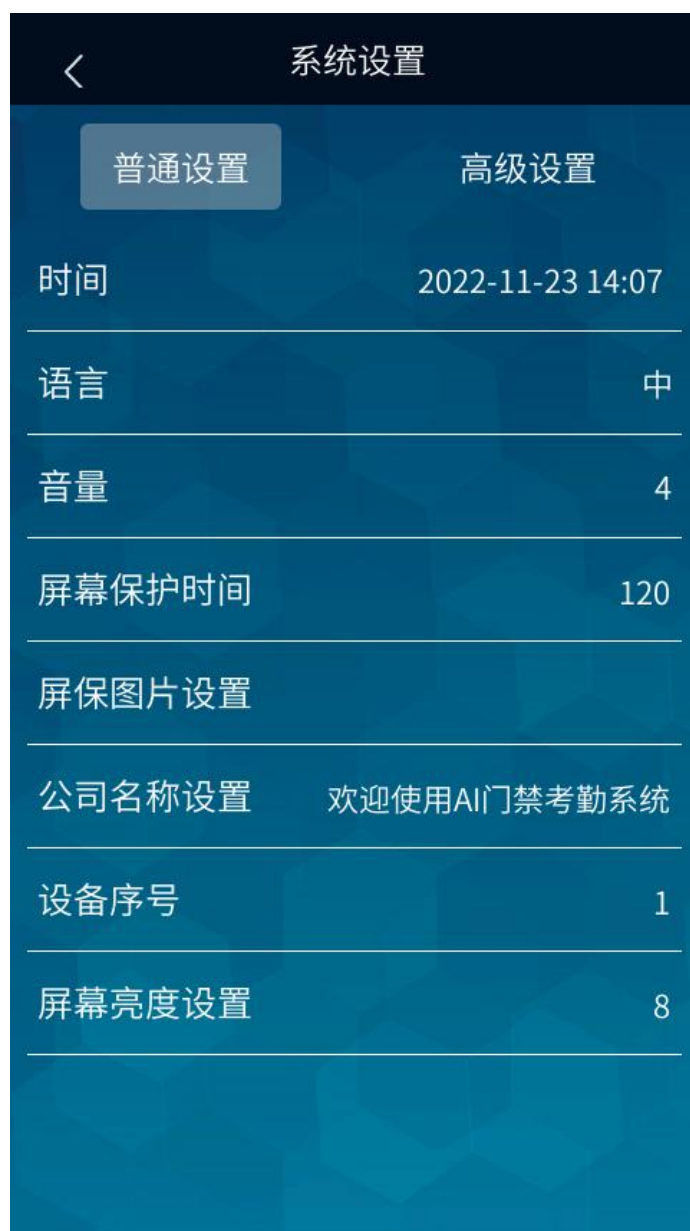 系统设置
普通设置 高级设置
时间 2022-11-23 14:07
语言 中
音量 4
屏幕保护时间 120
屏保图片设置
公司名称设置 欢迎使用AI门禁考勤系统
设备序号 1
屏幕亮度设置 8